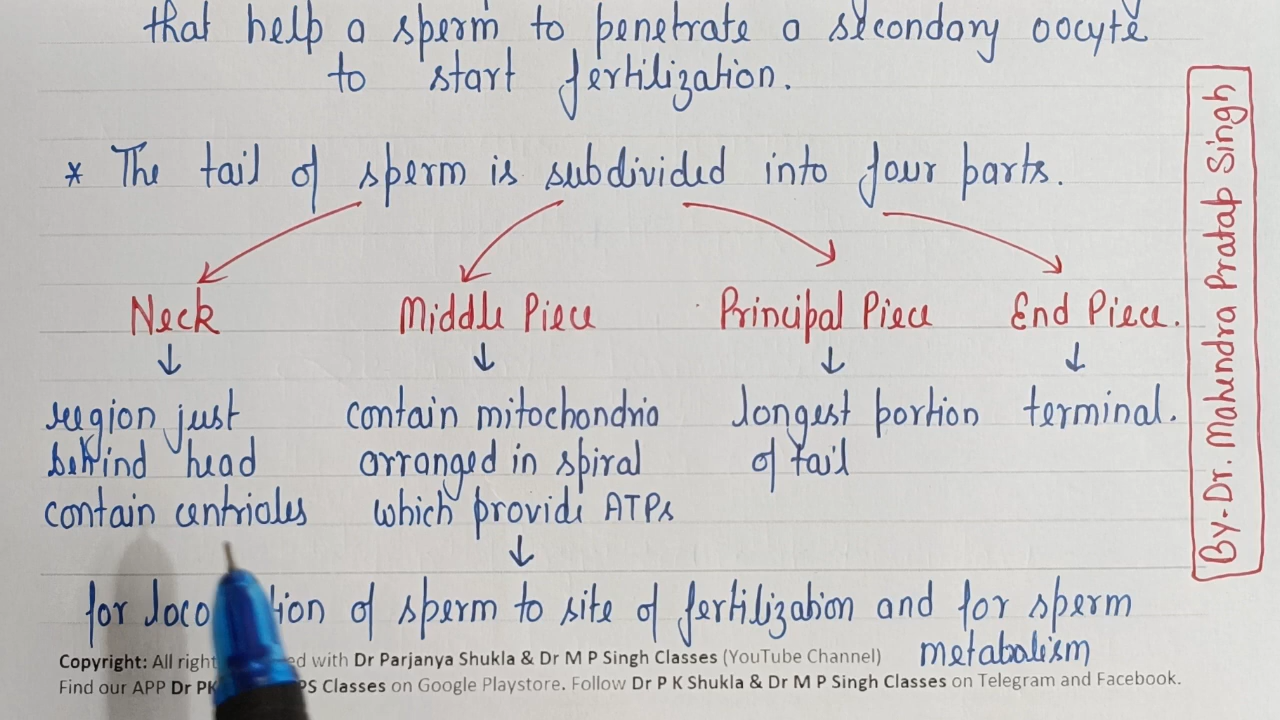 that help a sperm to penetrate a secondary oocyte
to start fertilization.
* The tail of sperm is subdivided into four parts.
Neck Middle Piece Principal Piece End Piece.
region just contain mitochondria longest portion terminal.
behind head arranged in spiral of tail
contain centrioles which provide ATPs
for loco tion of sperm to site of fertilization and for sperm
metabolism
Copyright: All right ed with Dr Parjanya Shukla & Dr M P Singh Classes (YouTube Channel)
Find our APP Dr PK PS Classes on Google Playstore. Follow Dr P K Shukla & Dr M P Singh Classes on Telegram and Facebook.
By-Dr. Mahendra Pratap Singh